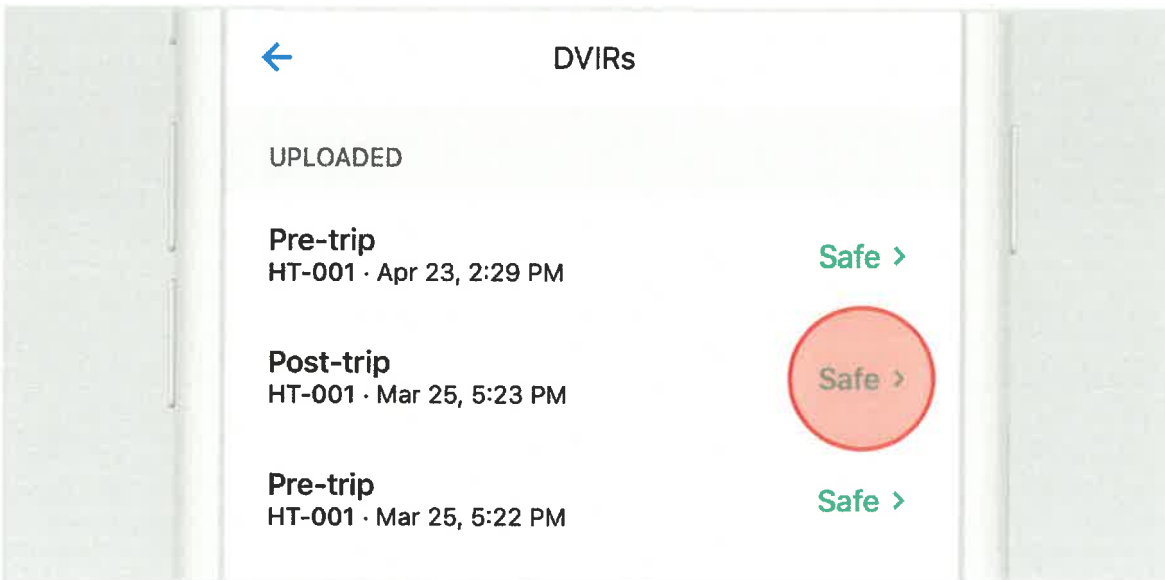 DVIRs
UPLOADED
Pre-trip
HT-001 · Apr 23, 2:29 PM
Safe >
Post-trip
HT-001 · Mar 25, 5:23 PM
Safe >
Pre-trip
HT-001 · Mar 25, 5:22 PM
Safe >